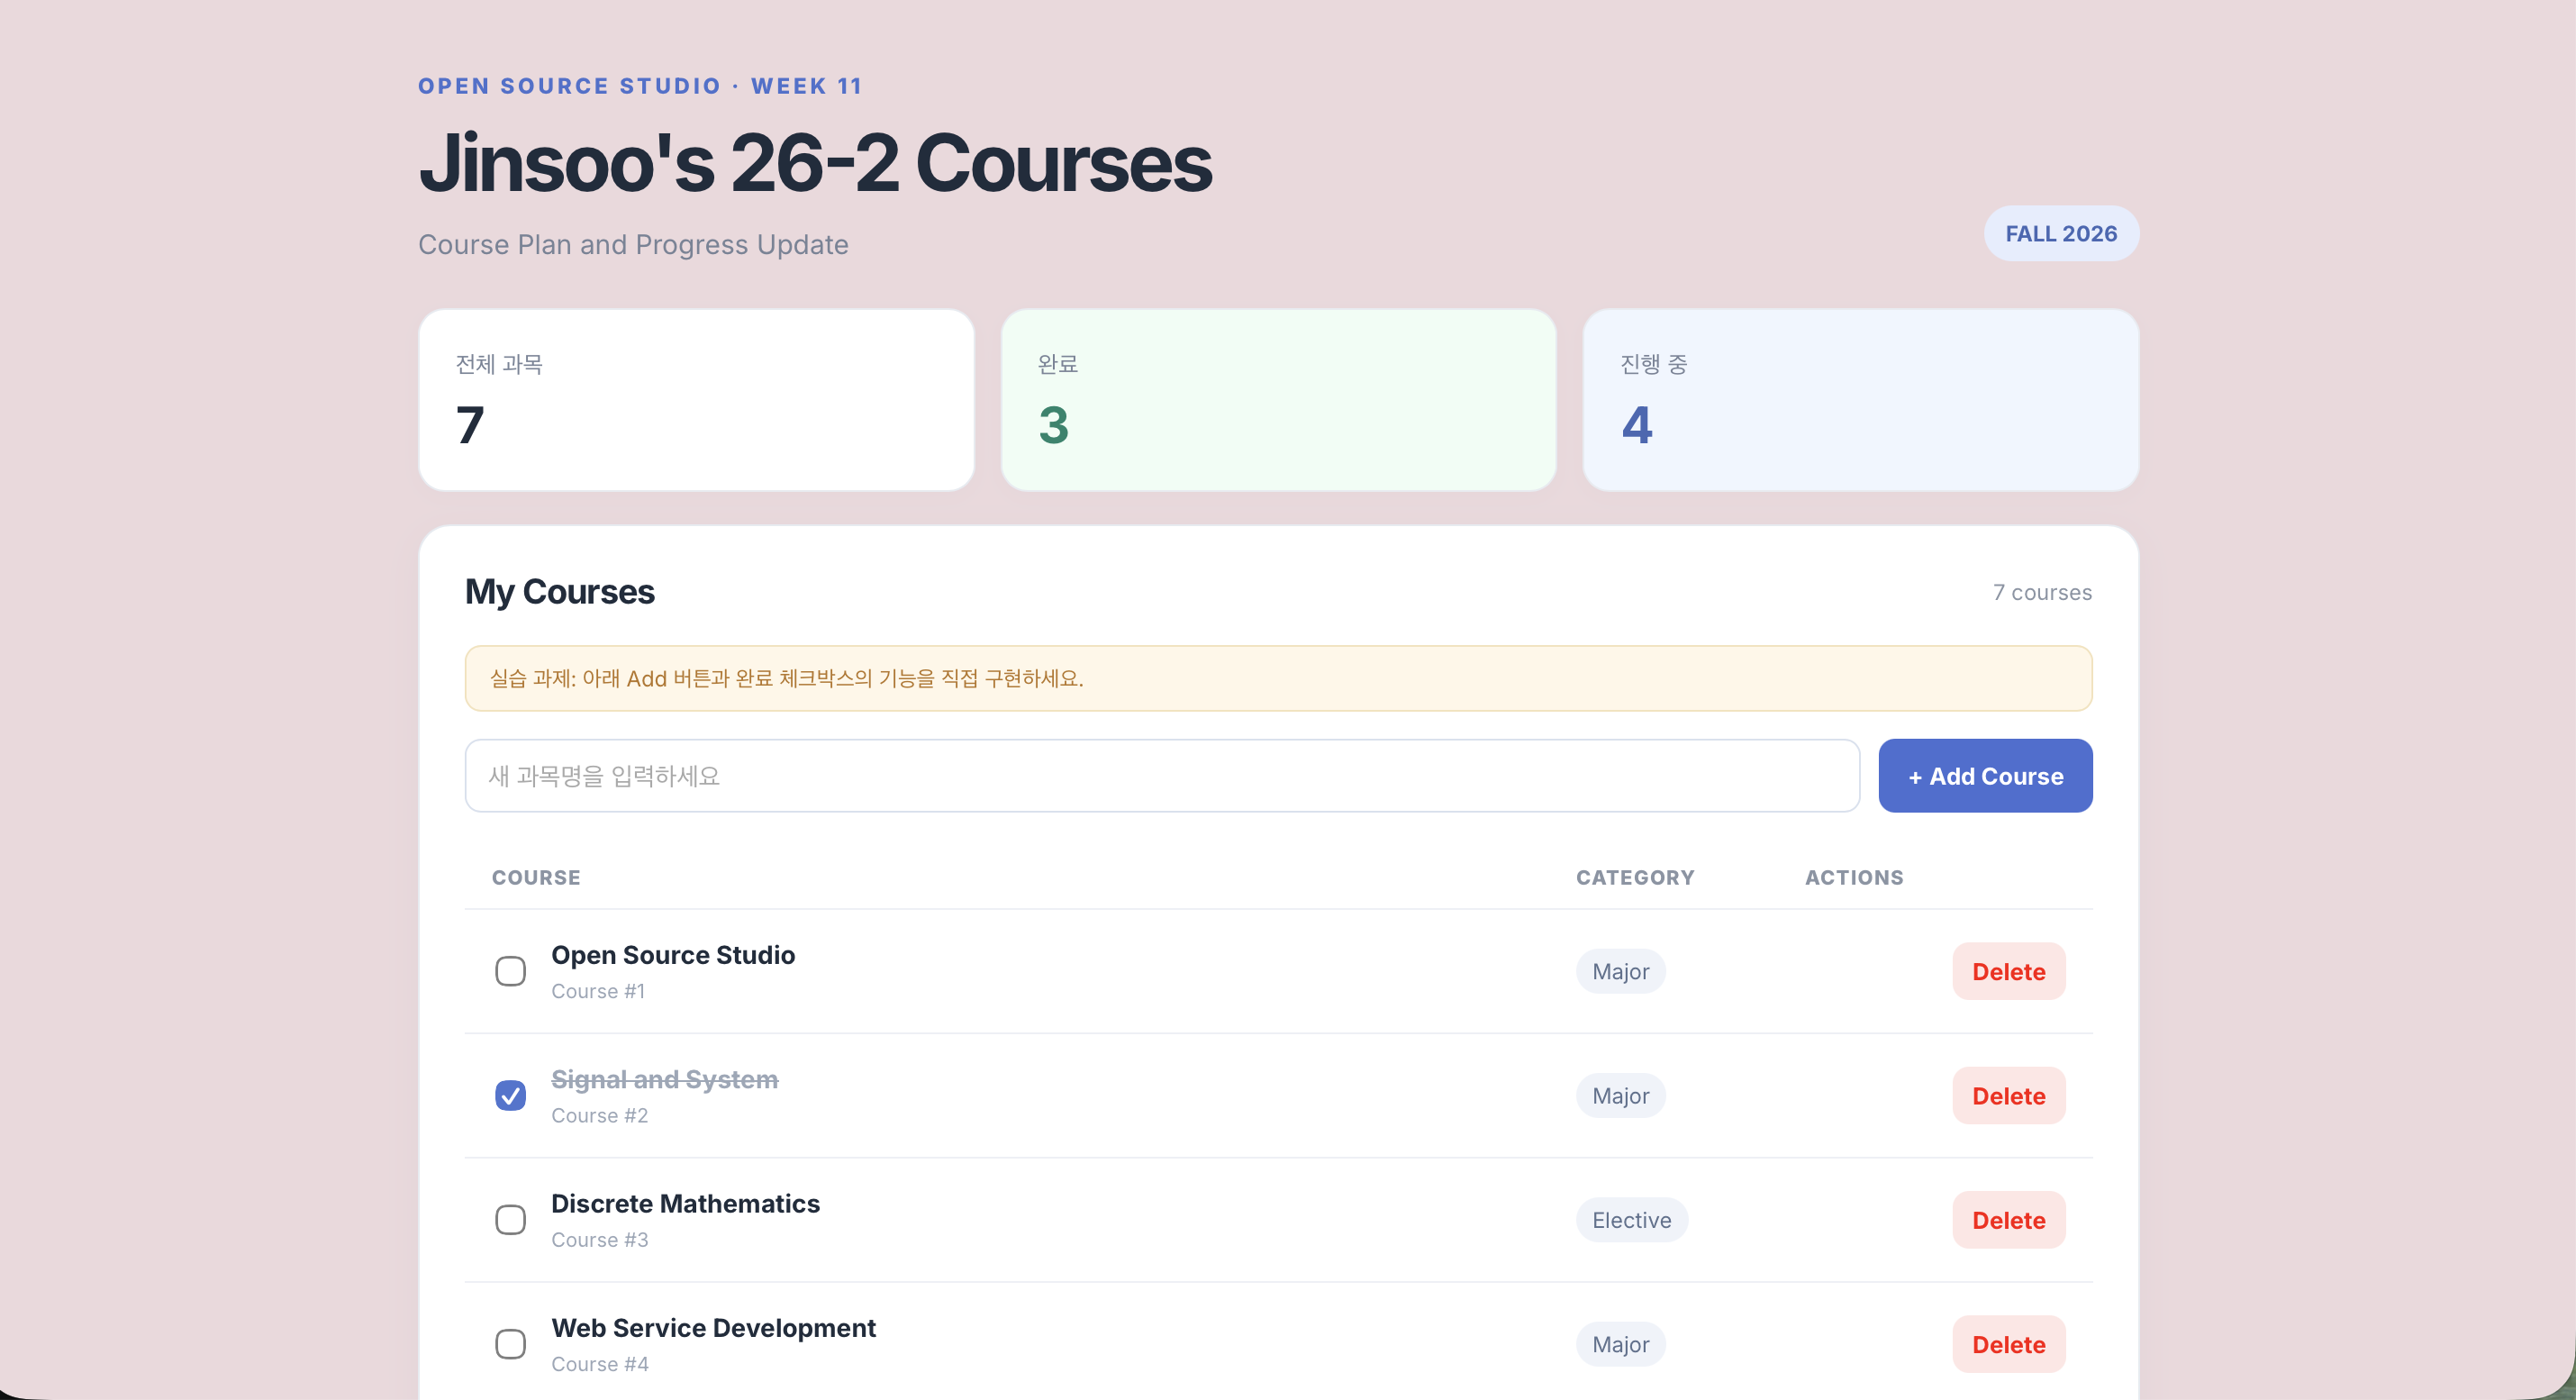 OPEN SOURCE STUDIO · WEEK 11
Jinsoo's 26-2 Courses
Course Plan and Progress Update
FALL 2026
전체 과목
7
완료
3
진행 중
4
My Courses
7 courses
실습 과제: 아래 Add 버튼과 완료 체크박스의 기능을 직접 구현하세요.
새 과목명을 입력하세요
+ Add Course
COURSE CATEGORY ACTIONS
Open Source Studio
Course #1
Major
Delete
Signal and System
Course #2
Major
Delete
Discrete Mathematics
Course #3
Elective
Delete
Web Service Development
Course #4
Major
Delete